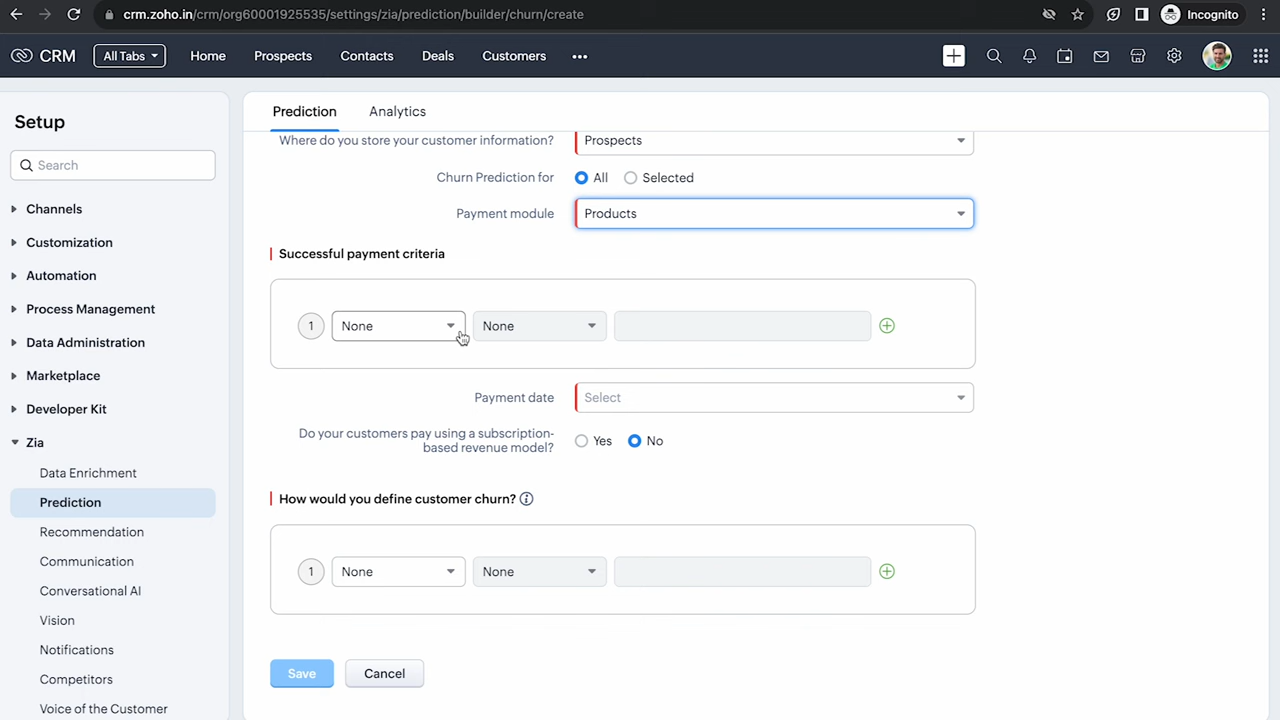 crm.zoho.in/crm/org60001925535/settings/zia/prediction/builder/churn/create
Incognito
CRM
All Tabs
Home
Prospects
Contacts
Deals
Customers
Setup
Search
Channels
Customization
Automation
Process Management
Data Administration
Marketplace
Developer Kit
Zia
Data Enrichment
Prediction
Recommendation
Communication
Conversational AI
Vision
Notifications
Competitors
Voice of the Customer
Prediction
Analytics
Where do you store your customer information?
Prospects
Churn Prediction for
All
Selected
Payment module
Products
Successful payment criteria
1
None
None
Payment date
Select
Do your customers pay using a subscription-
based revenue model?
Yes
No
How would you define customer churn?
1
None
None
Save
Cancel